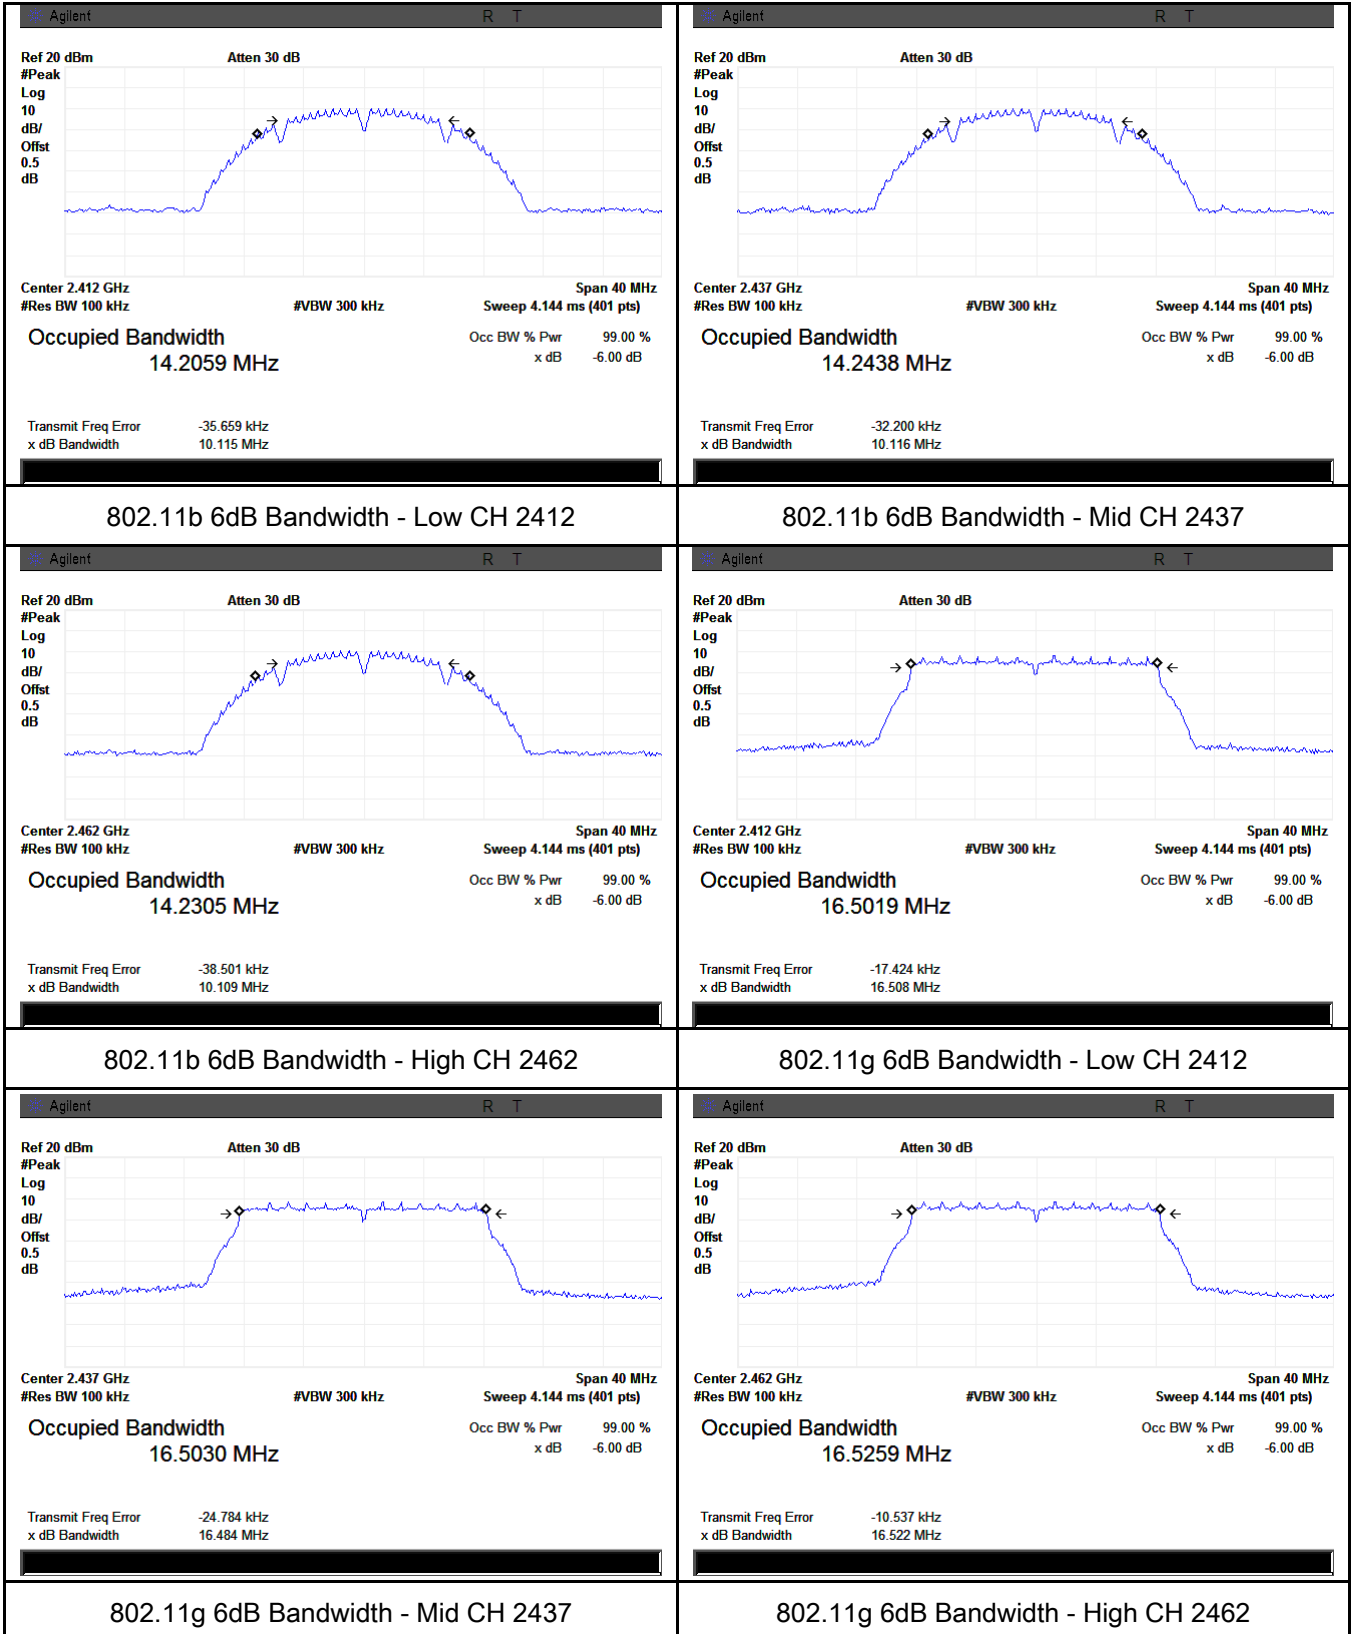 Agilent R T
Ref 20 dBm Atten 30 dB
#Peak
Log
10
dB/
Offst
0.5
dB
Center 2.412 GHz Span 40 MHz
#Res BW 100 kHz #VBW 300 kHz Sweep 4.144 ms (401 pts)
Occupied Bandwidth Occ BW % Pwr 99.00 %
14.2059 MHz x dB -6.00 dB
Transmit Freq Error -35.659 kHz
x dB Bandwidth 10.115 MHz
802.11b 6dB Bandwidth - Low CH 2412
Agilent R T
Ref 20 dBm Atten 30 dB
#Peak
Log
10
dB/
Offst
0.5
dB
Center 2.437 GHz Span 40 MHz
#Res BW 100 kHz #VBW 300 kHz Sweep 4.144 ms (401 pts)
Occupied Bandwidth Occ BW % Pwr 99.00 %
14.2438 MHz x dB -6.00 dB
Transmit Freq Error -32.200 kHz
x dB Bandwidth 10.116 MHz
802.11b 6dB Bandwidth - Mid CH 2437
Agilent R T
Ref 20 dBm Atten 30 dB
#Peak
Log
10
dB/
Offst
0.5
dB
Center 2.462 GHz Span 40 MHz
#Res BW 100 kHz #VBW 300 kHz Sweep 4.144 ms (401 pts)
Occupied Bandwidth Occ BW % Pwr 99.00 %
14.2305 MHz x dB -6.00 dB
Transmit Freq Error -38.501 kHz
x dB Bandwidth 10.109 MHz
802.11b 6dB Bandwidth - High CH 2462
Agilent R T
Ref 20 dBm Atten 30 dB
#Peak
Log
10
dB/
Offst
0.5
dB
Center 2.412 GHz Span 40 MHz
#Res BW 100 kHz #VBW 300 kHz Sweep 4.144 ms (401 pts)
Occupied Bandwidth Occ BW % Pwr 99.00 %
16.5019 MHz x dB -6.00 dB
Transmit Freq Error -17.424 kHz
x dB Bandwidth 16.508 MHz
802.11g 6dB Bandwidth - Low CH 2412
Agilent R T
Ref 20 dBm Atten 30 dB
#Peak
Log
10
dB/
Offst
0.5
dB
Center 2.437 GHz Span 40 MHz
#Res BW 100 kHz #VBW 300 kHz Sweep 4.144 ms (401 pts)
Occupied Bandwidth Occ BW % Pwr 99.00 %
16.5030 MHz x dB -6.00 dB
Transmit Freq Error -24.784 kHz
x dB Bandwidth 16.484 MHz
802.11g 6dB Bandwidth - Mid CH 2437
Agilent R T
Ref 20 dBm Atten 30 dB
#Peak
Log
10
dB/
Offst
0.5
dB
Center 2.462 GHz Span 40 MHz
#Res BW 100 kHz #VBW 300 kHz Sweep 4.144 ms (401 pts)
Occupied Bandwidth Occ BW % Pwr 99.00 %
16.5259 MHz x dB -6.00 dB
Transmit Freq Error -10.537 kHz
x dB Bandwidth 16.522 MHz
802.11g 6dB Bandwidth - High CH 2462